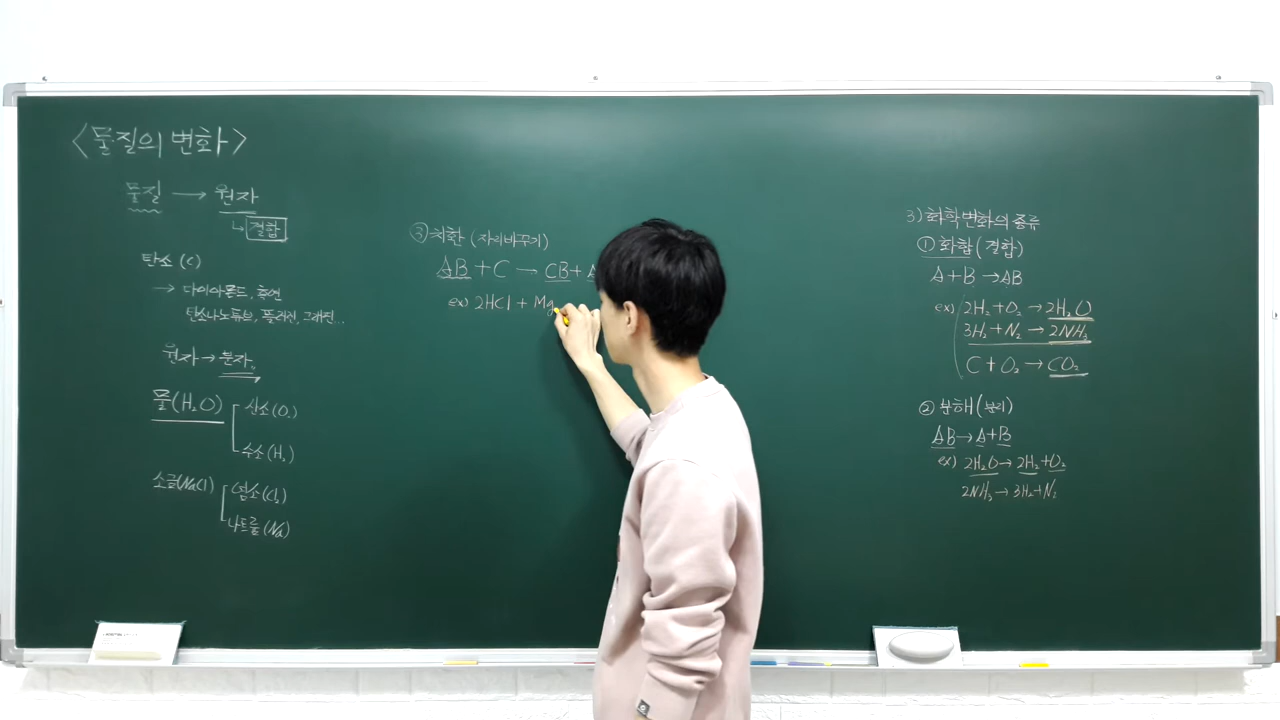 <물질의 변화>
물질 → 원자
↳ 결합
탄소 (C)
→ 다이아몬드, 흑연
탄소나노튜브, 풀러렌, 그래핀...
원자 → 분자.
물(H₂O) 산소(O₂)
수소(H₂)
소금(NaCl) 염소(Cl₂)
나트륨(Na)
③ 치환 (자리바꾸기)
AB + C → CB + A
ex) 2HCl + Mg
3) 화학변화의 종류
① 화합(결합)
A + B → AB
ex) 2H₂ + O₂ → 2H₂O
3H₂ + N₂ → 2NH₃
C + O₂ → CO₂
② 분해(분리)
AB → A + B
ex) 2H₂O → 2H₂ + O₂
2NH₃ → 3H₂ + N₂